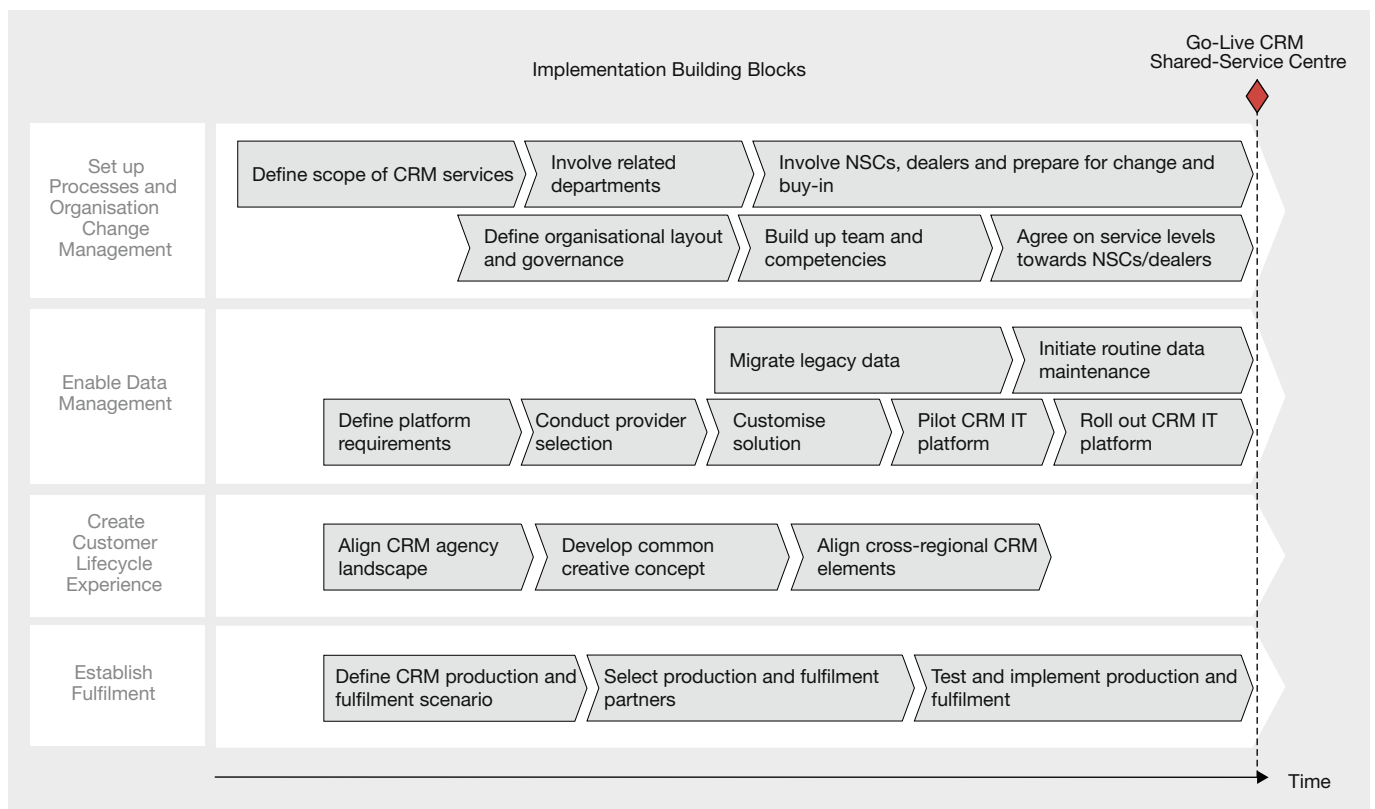 Go-Live CRM
Shared-Service Centre
Implementation Building Blocks
Set up
Processes and
Organisation
Change
Management
Define scope of CRM services
Involve related
departments
Involve NSCs, dealers and prepare for change and
buy-in
Define organisational layout
and governance
Build up team and
competencies
Agree on service levels
towards NSCs/dealers
Enable Data
Management
Migrate legacy data
Initiate routine data
maintenance
Define platform
requirements
Conduct provider
selection
Customise
solution
Pilot CRM IT
platform
Roll out CRM IT
platform
Create
Customer
Lifecycle
Experience
Align CRM agency
landscape
Develop common
creative concept
Align cross-regional CRM
elements
Establish
Fulfilment
Define CRM production and
fulfilment scenario
Select production and fulfilment
partners
Test and implement production and
fulfilment
Time